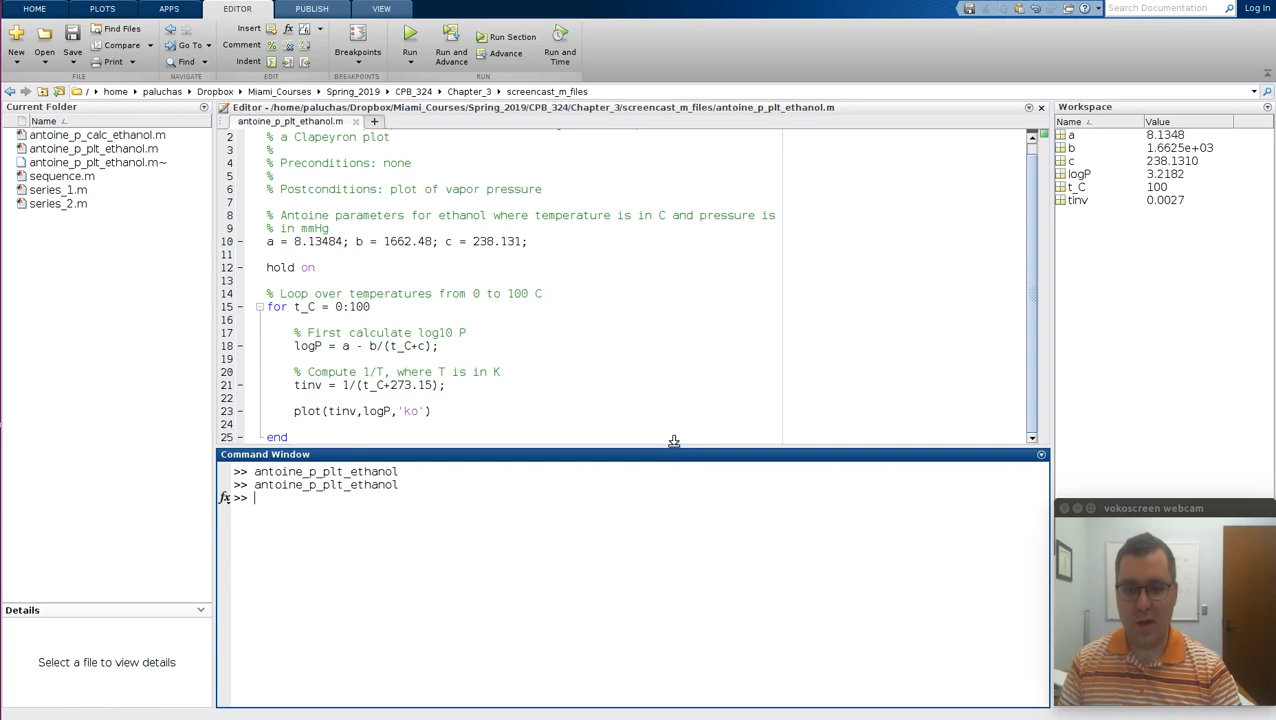 HOME PLOTS APPS EDITOR PUBLISH VIEW Search Documentation Log In
New Open Save Find Files Compare Print Go To Find Insert fx Comment Indent Breakpoints Run Run and Advance Run Section Advance Run and Time
FILE NAVIGATE EDIT BREAKPOINTS RUN
/ home paluchas Dropbox Miami_Courses Spring_2019 CPB_324 Chapter_3 screencast_m_files
Current Folder
Name
antoine_p_calc_ethanol.m
antoine_p_plt_ethanol.m
antoine_p_plt_ethanol.m~
sequence.m
series_1.m
series_2.m
Details
Select a file to view details
Editor - /home/paluchas/Dropbox/Miami_Courses/Spring_2019/CPB_324/Chapter_3/screencast_m_files/antoine_p_plt_ethanol.m
antoine_p_plt_ethanol.m
2 % a Clapeyron plot
3 %
4 % Preconditions: none
5 %
6 % Postconditions: plot of vapor pressure
7
8 % Antoine parameters for ethanol where temperature is in C and pressure is
9 % in mmHg
10 a = 8.13484; b = 1662.48; c = 238.131;
11
12 hold on
13
14 % Loop over temperatures from 0 to 100 C
15 for t_C = 0:100
16
17 % First calculate log10 P
18 logP = a - b/(t_C+c);
19
20 % Compute 1/T, where T is in K
21 tinv = 1/(t_C+273.15);
22
23 plot(tinv,logP,'ko')
24
25 end
Command Window
>> antoine_p_plt_ethanol
>> antoine_p_plt_ethanol
fx >>
Workspace
Name Value
a 8.1348
b 1.6625e+03
c 238.1310
logP 3.2182
t_C 100
tinv 0.0027
vokoscreen webcam